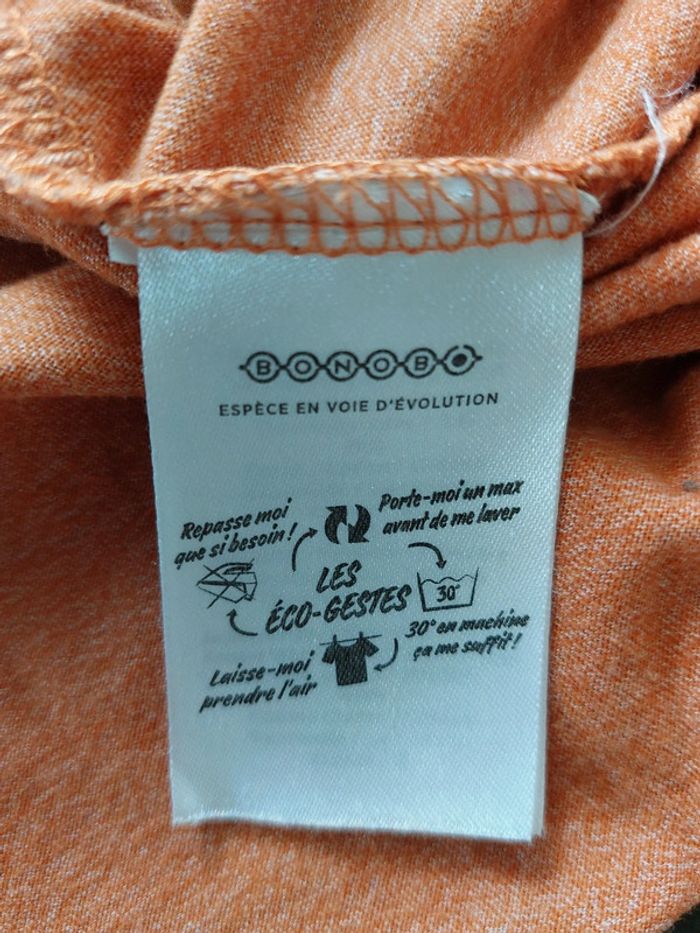 BONOBO
ESPÈCE EN VOIE D'ÉVOLUTION
Porte-moi un max
avant de me laver
30°
30° en machine
ça me suffit !
Laisse-moi
prendre l'air
Repasse moi
que si besoin !
LES
ÉCO-GESTES